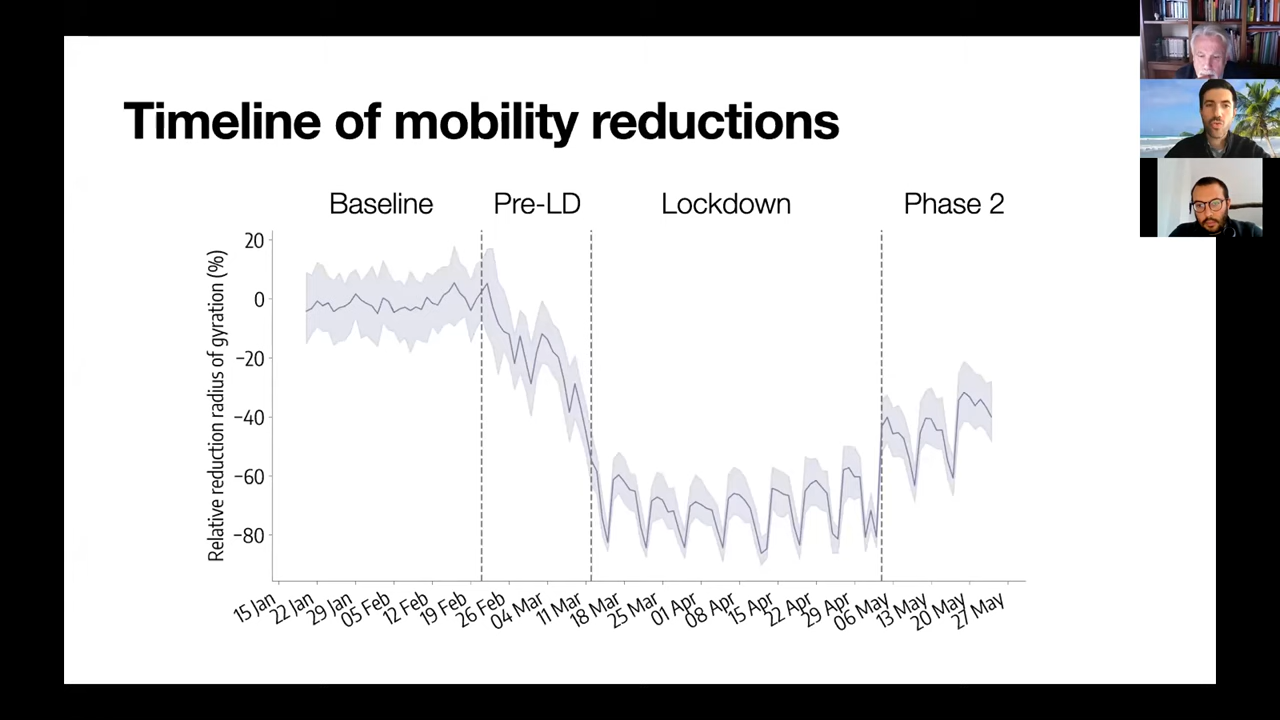 Timeline of mobility reductions
Baseline Pre-LD Lockdown Phase 2
Relative reduction radius of gyration (%)
20
0
−20
−40
−60
−80
15 Jan 22 Jan 29 Jan 05 Feb 12 Feb 19 Feb 26 Feb 04 Mar 11 Mar 18 Mar 25 Mar 01 Apr 08 Apr 15 Apr 22 Apr 29 Apr 06 May 13 May 20 May 27 May